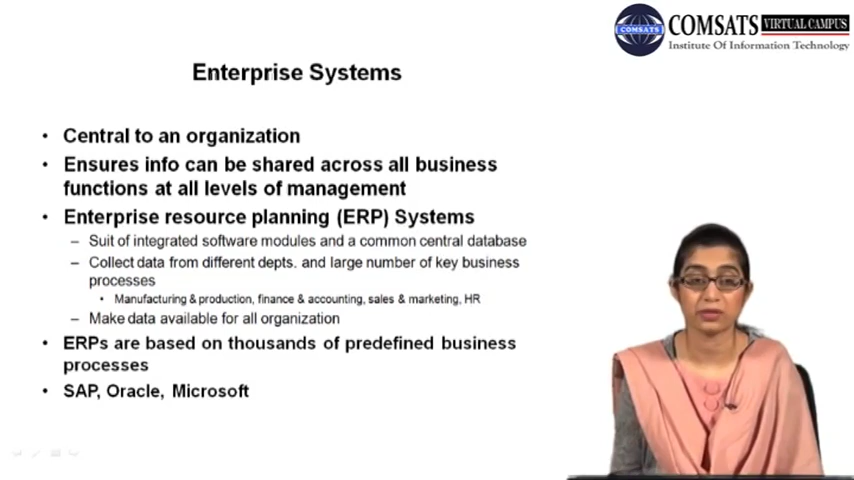 COMSATS
COMSATS VIRTUAL CAMPUS
Institute Of Information Technology
Enterprise Systems
• Central to an organization
• Ensures info can be shared across all business
functions at all levels of management
• Enterprise resource planning (ERP) Systems
– Suit of integrated software modules and a common central database
– Collect data from different depts. and large number of key business
processes
• Manufacturing & production, finance & accounting, sales & marketing, HR
– Make data available for all organization
• ERPs are based on thousands of predefined business
processes
• SAP, Oracle, Microsoft